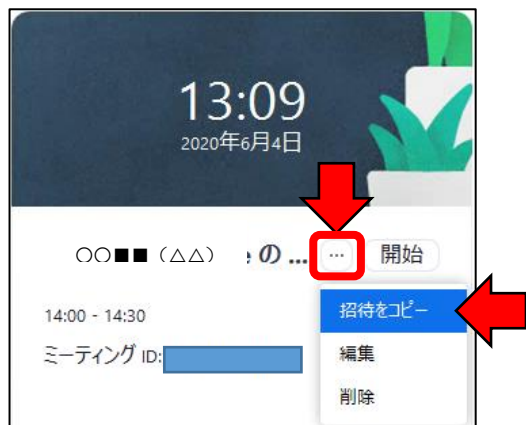 13:09
2020年6月4日
〇〇■■（△△） の ... ... 開始
14:00 - 14:30
招待をコピー
ミーティング ID:
編集
削除